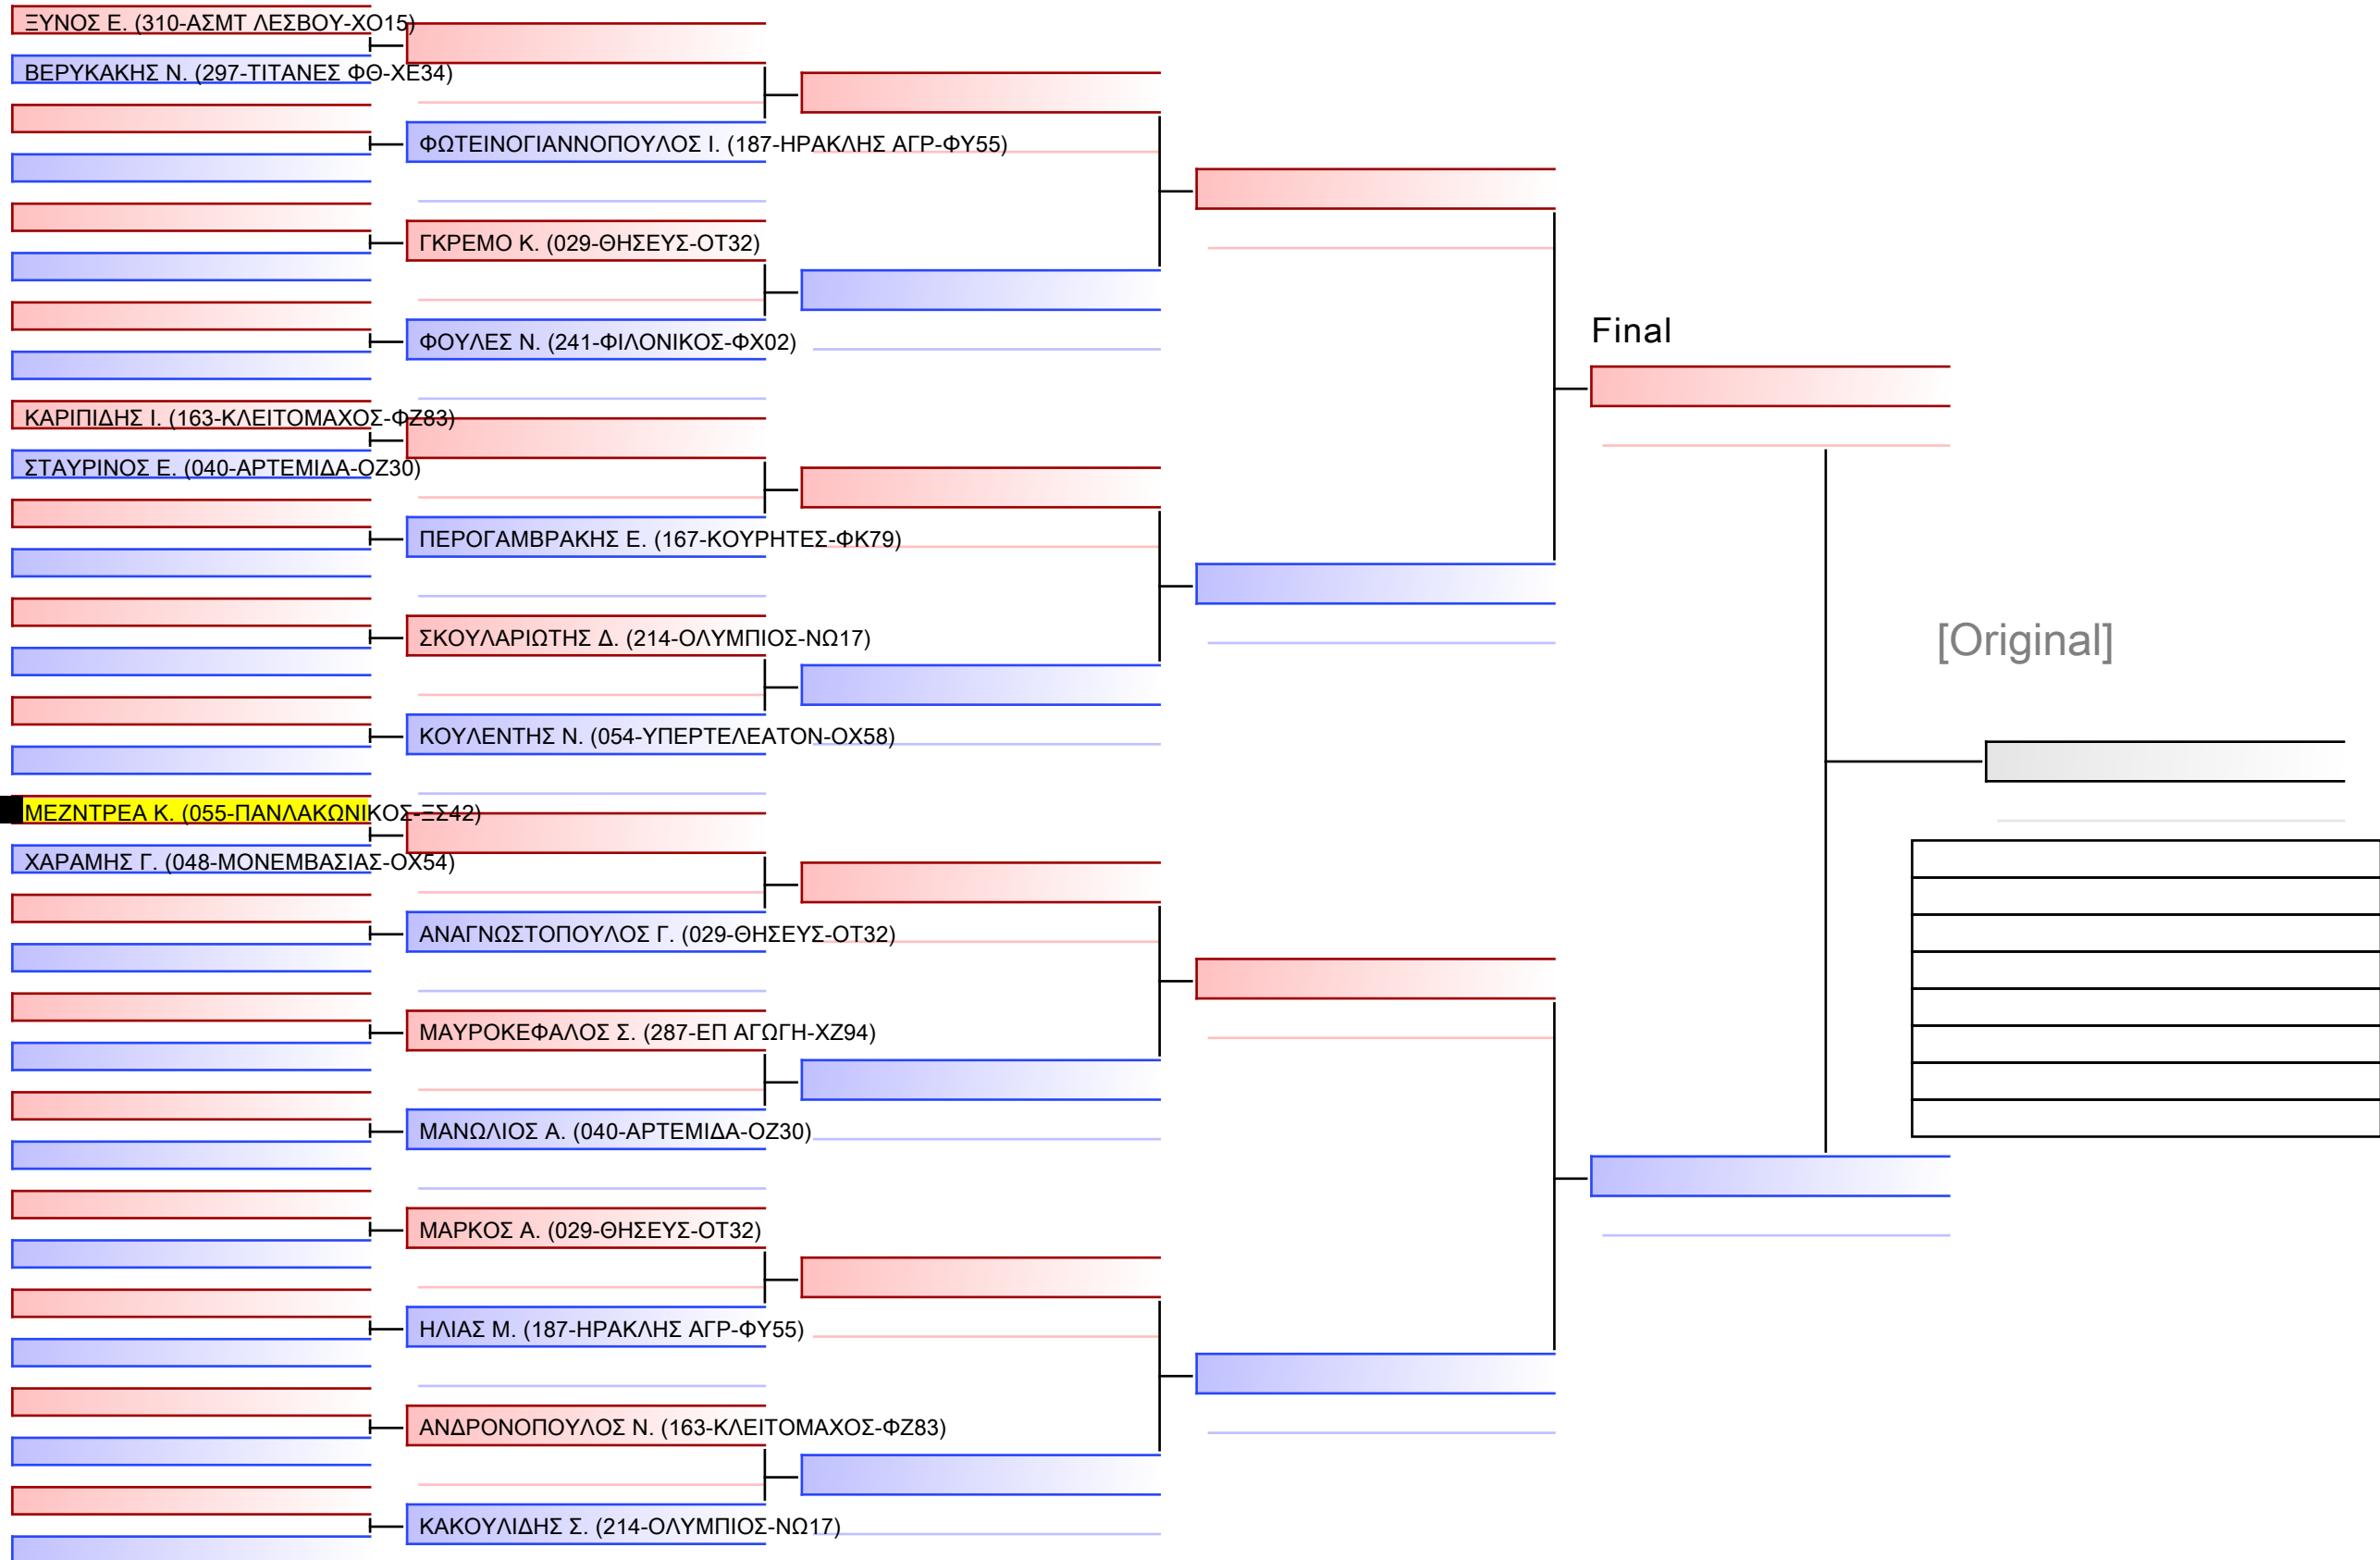 ΞΥΝΟΣ Ε. (310-ΑΣΜΤ ΛΕΣΒΟΥ-ΧΟ15)
ΒΕΡΥΚΑΚΗΣ Ν. (297-ΤΙΤΑΝΕΣ ΦΘ-ΧΕ34)
ΦΩΤΕΙΝΟΓΙΑΝΝΟΠΟΥΛΟΣ Ι. (187-ΗΡΑΚΛΗΣ ΑΓΡ-ΦΥ55)
ΓΚΡΕΜΟ Κ. (029-ΘΗΣΕΥΣ-ΟΤ32)
ΦΟΥΛΕΣ Ν. (241-ΦΙΛΟΝΙΚΟΣ-ΦΧ02)
ΚΑΡΙΠΙΔΗΣ Ι. (163-ΚΛΕΙΤΟΜΑΧΟΣ-ΦΖ83)
ΣΤΑΥΡΙΝΟΣ Ε. (040-ΑΡΤΕΜΙΔΑ-ΟΖ30)
ΠΕΡΟΓΑΜΒΡΑΚΗΣ Ε. (167-ΚΟΥΡΗΤΕΣ-ΦΚ79)
ΣΚΟΥΛΑΡΙΩΤΗΣ Δ. (214-ΟΛΥΜΠΙΟΣ-ΝΩ17)
ΚΟΥΛΕΝΤΗΣ Ν. (054-ΥΠΕΡΤΕΛΕΑΤΟΝ-ΟΧ58)
ΜΕΖΝΤΡΕΑ Κ. (055-ΠΑΝΛΑΚΩΝΙΚΟΣ-ΞΣ42)
ΧΑΡΑΜΗΣ Γ. (048-ΜΟΝΕΜΒΑΣΙΑΣ-ΟΧ54)
ΑΝΑΓΝΩΣΤΟΠΟΥΛΟΣ Γ. (029-ΘΗΣΕΥΣ-ΟΤ32)
ΜΑΥΡΟΚΕΦΑΛΟΣ Σ. (287-ΕΠ ΑΓΩΓΗ-ΧΖ94)
ΜΑΝΩΛΙΟΣ Α. (040-ΑΡΤΕΜΙΔΑ-ΟΖ30)
ΜΑΡΚΟΣ Α. (029-ΘΗΣΕΥΣ-ΟΤ32)
ΗΛΙΑΣ Μ. (187-ΗΡΑΚΛΗΣ ΑΓΡ-ΦΥ55)
ΑΝΔΡΟΝΟΠΟΥΛΟΣ Ν. (163-ΚΛΕΙΤΟΜΑΧΟΣ-ΦΖ83)
ΚΑΚΟΥΛΙΔΗΣ Σ. (214-ΟΛΥΜΠΙΟΣ-ΝΩ17)
Final
[Original]